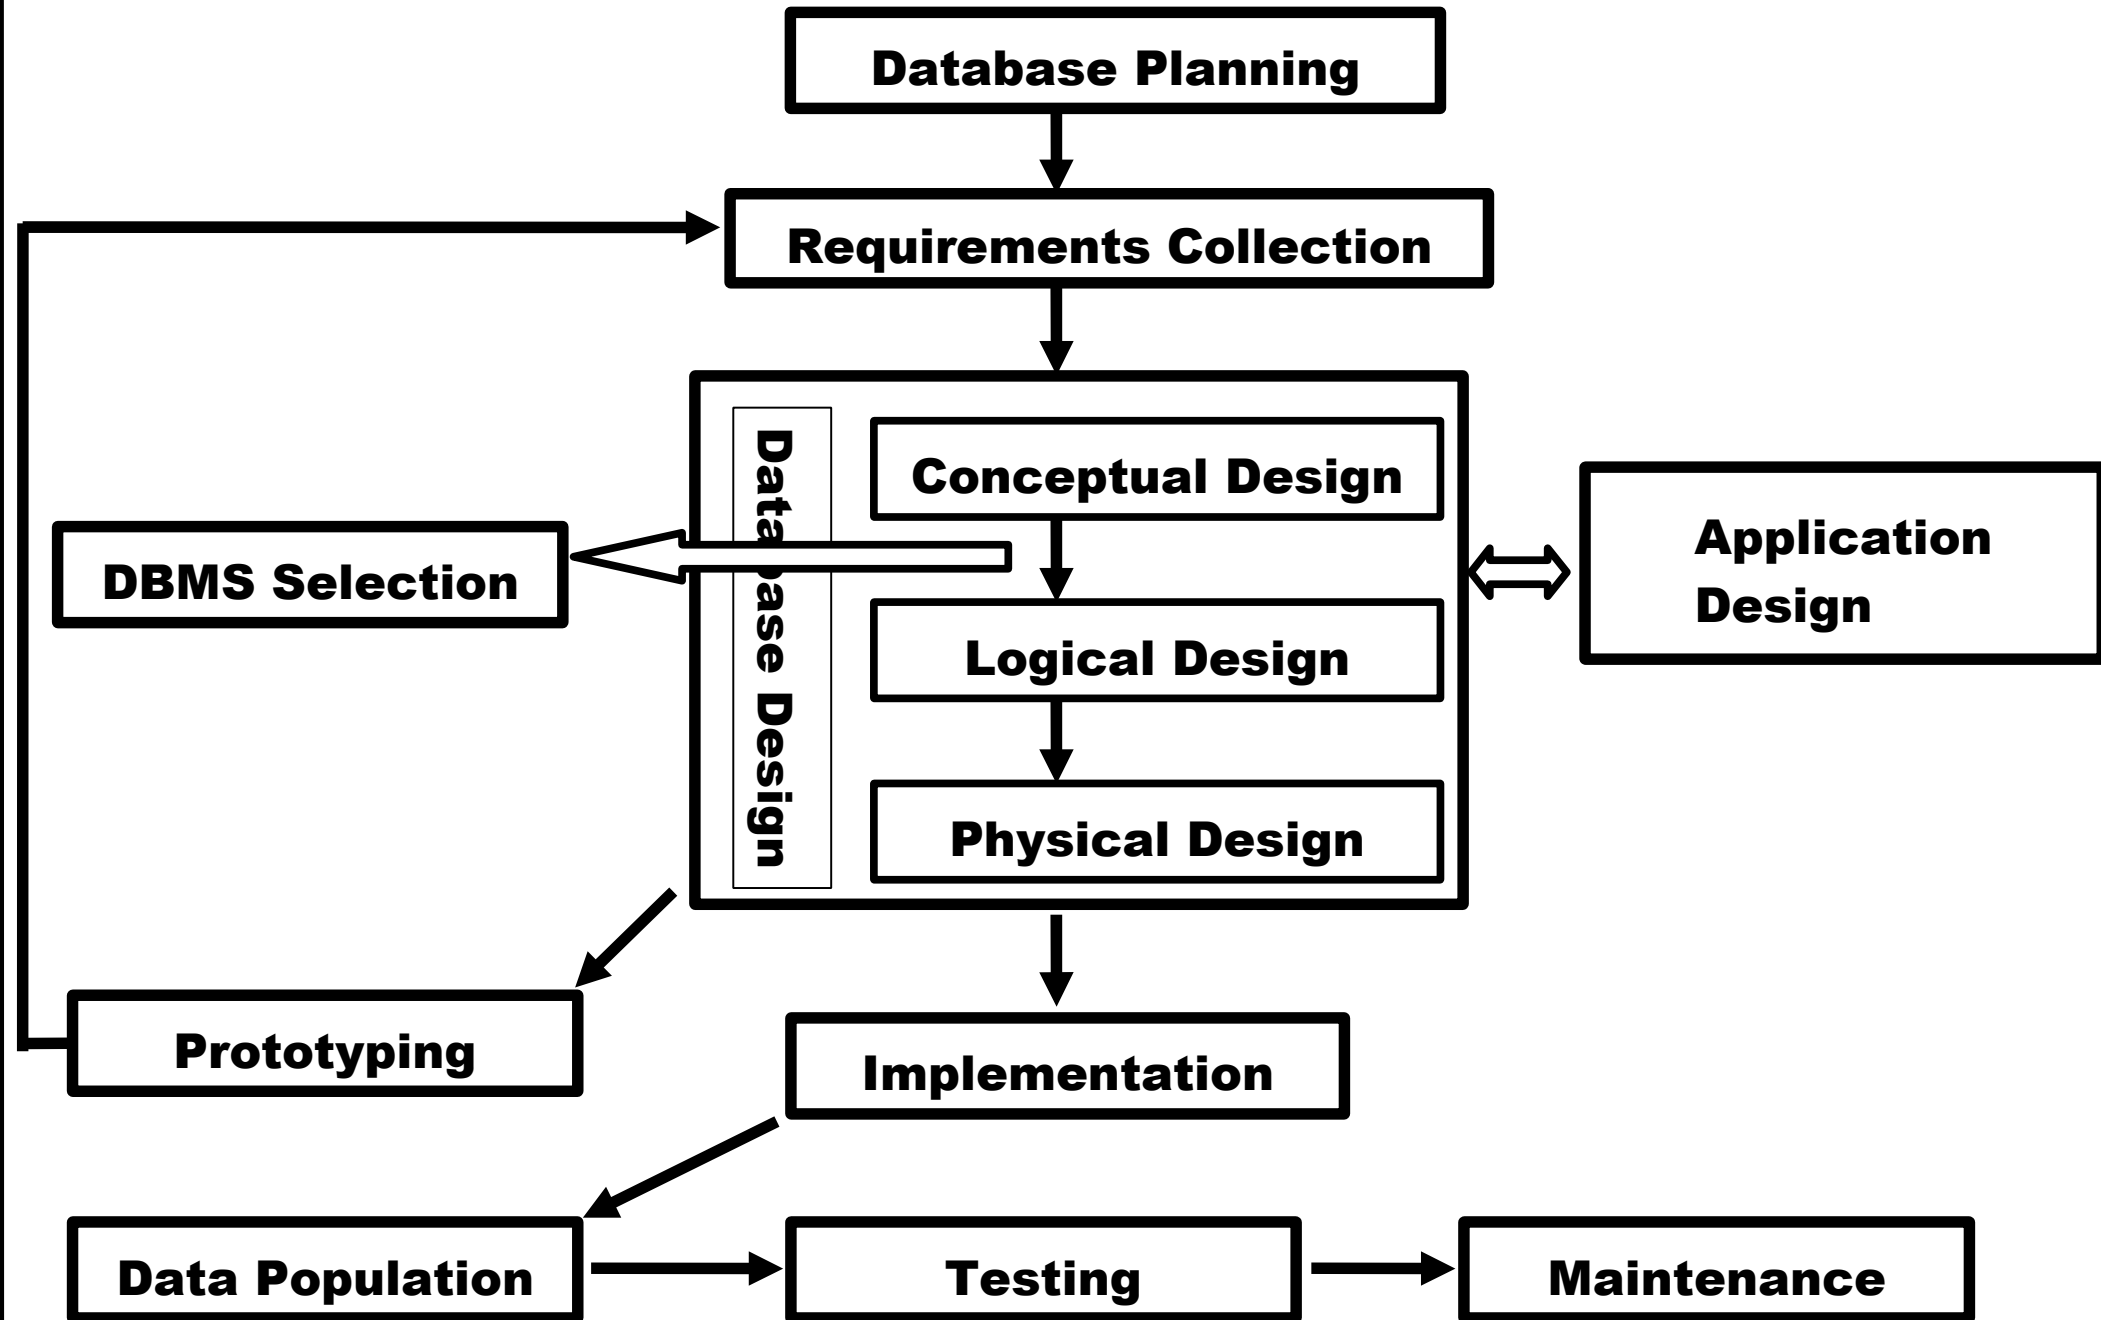 Database Planning
Requirements Collection
Database Design
Conceptual Design
DBMS Selection
Logical Design
Application
Design
Physical Design
Prototyping
Implementation
Data Population
Testing
Maintenance